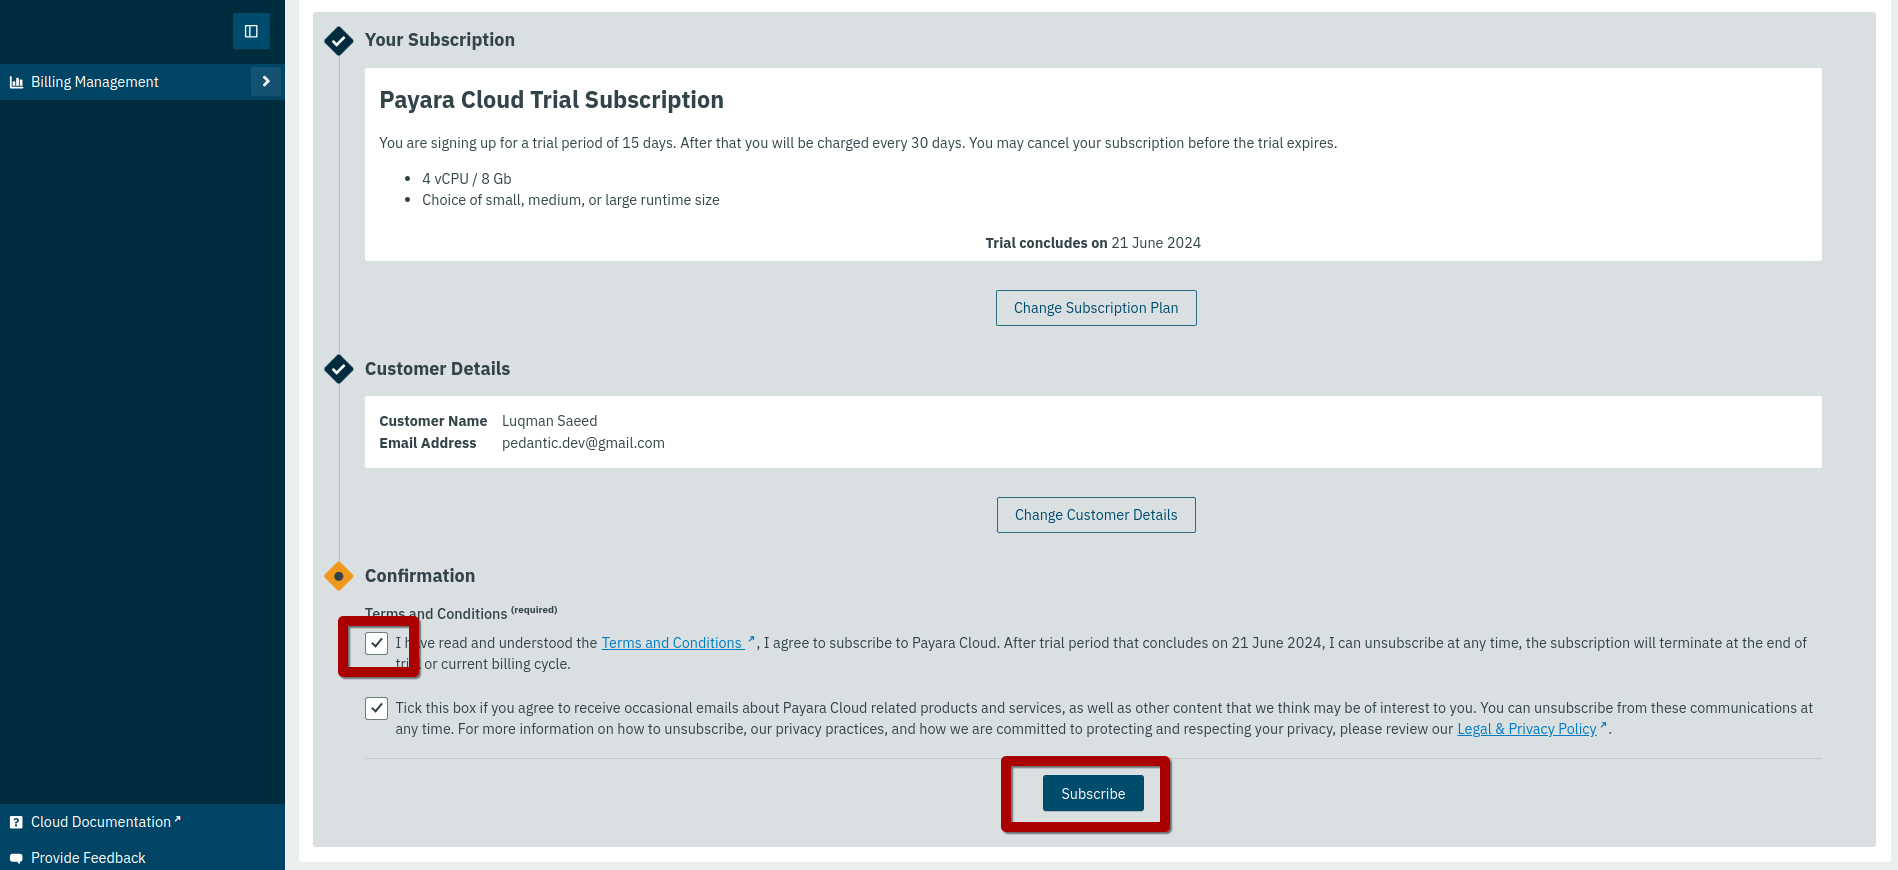 Your Subscription
Billing Management
Payara Cloud Trial Subscription
You are signing up for a trial period of 15 days. After that you will be charged every 30 days. You may cancel your subscription before the trial expires.
4 vCPU / 8 Gb
Choice of small, medium, or large runtime size
Trial concludes on 21 June 2024
Change Subscription Plan
Customer Details
Customer Name Luqman Saeed
Email Address pedantic.dev@gmail.com
Change Customer Details
Confirmation
Terms and Conditions (required)
I have read and understood the Terms and Conditions , I agree to subscribe to Payara Cloud. After trial period that concludes on 21 June 2024, I can unsubscribe at any time, the subscription will terminate at the end of
trial or current billing cycle.
Tick this box if you agree to receive occasional emails about Payara Cloud related products and services, as well as other content that we think may be of interest to you. You can unsubscribe from these communications at
any time. For more information on how to unsubscribe, our privacy practices, and how we are committed to protecting and respecting your privacy, please review our Legal & Privacy Policy .
Subscribe
Cloud Documentation
Provide Feedback